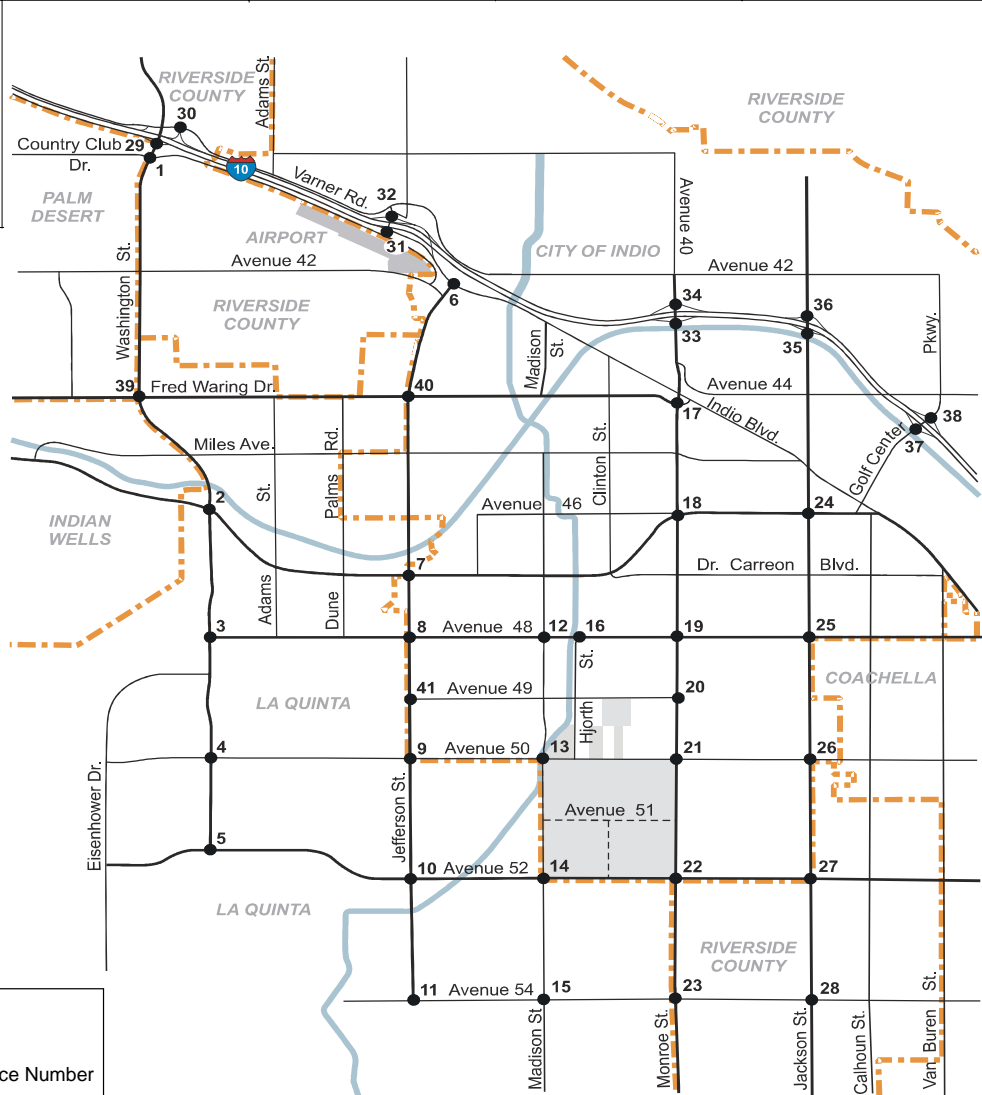 RIVERSIDE
COUNTY
Adams St.
30
Country Club
Dr.
29
1
10
Varner Rd.
32
31
RIVERSIDE
COUNTY
PALM
DESERT
AIRPORT
Avenue 42
CITY OF INDIO
Avenue 40
Avenue 42
Washington St.
RIVERSIDE
COUNTY
6
34
33
36
35
Madison
St.
Pkwy.
39
Fred Waring Dr.
40
Avenue 44
17
Indio Blvd.
38
37
Golf Center
Miles Ave.
Palms Rd.
Clinton St.
2
INDIAN
WELLS
Avenue 46
18
24
7
Dr. Carreon Blvd.
Adams St.
Dune
3
8
Avenue 48
12
16
19
25
LA QUINTA
41
Avenue 49
Hjorth St.
20
COACHELLA
4
9
Avenue 50
13
21
26
Eisenhower Dr.
Jefferson St.
Avenue 51
5
10
Avenue 52
14
22
27
LA QUINTA
RIVERSIDE
COUNTY
11
Avenue 54
15
23
28
Madison St
Monroe St.
Jackson St.
Calhoun St.
Van Buren St.
ce Number